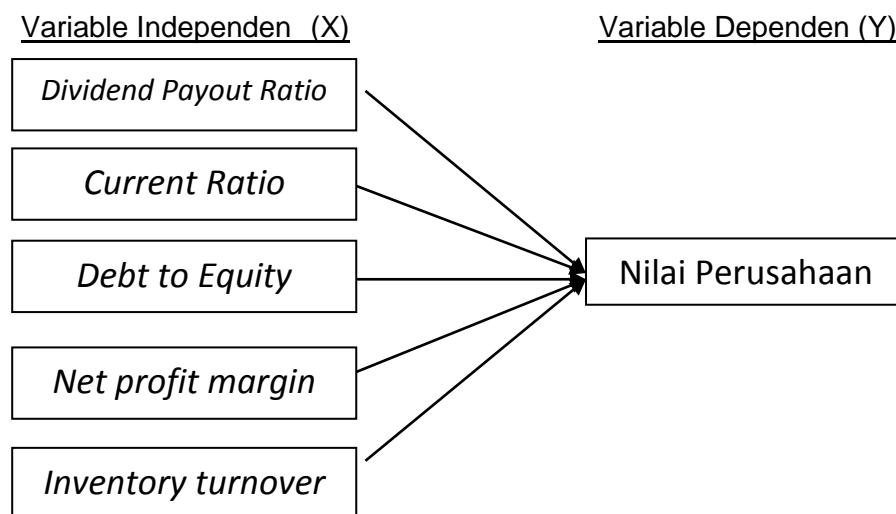 Variable Independen (X)
Variable Dependen (Y)
Dividend Payout Ratio
Current Ratio
Debt to Equity
Nilai Perusahaan
Net profit margin
Inventory turnover